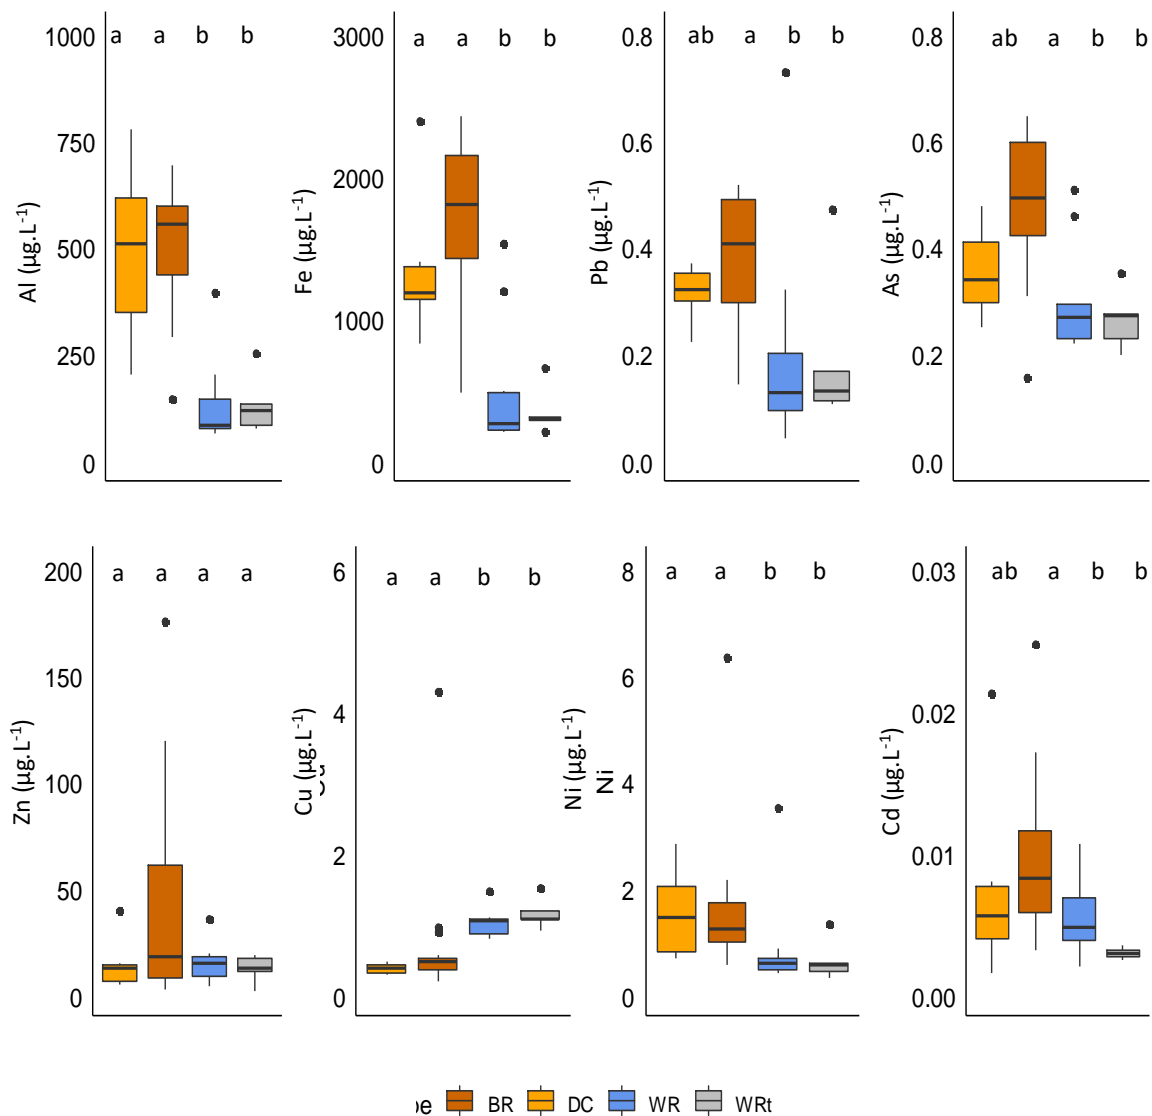 1000 a a b b
750
500
250
0
Al (µg.L⁻¹)
3000 a a b b
2000
1000
0
Fe (µg.L⁻¹)
0.8 ab a b b
0.6
0.4
0.2
0.0
Pb (µg.L⁻¹)
0.8 ab a b b
0.6
0.4
0.2
0.0
As (µg.L⁻¹)
200 a a a a
150
100
50
0
Zn (µg.L⁻¹)
6 a a b b
4
2
0
Cu (µg.L⁻¹)
8 a a b b
6
4
2
0
Ni (µg.L⁻¹)
Ni
0.03 ab a b b
0.02
0.01
0.00
Cd (µg.L⁻¹)
BR DC WR WRt